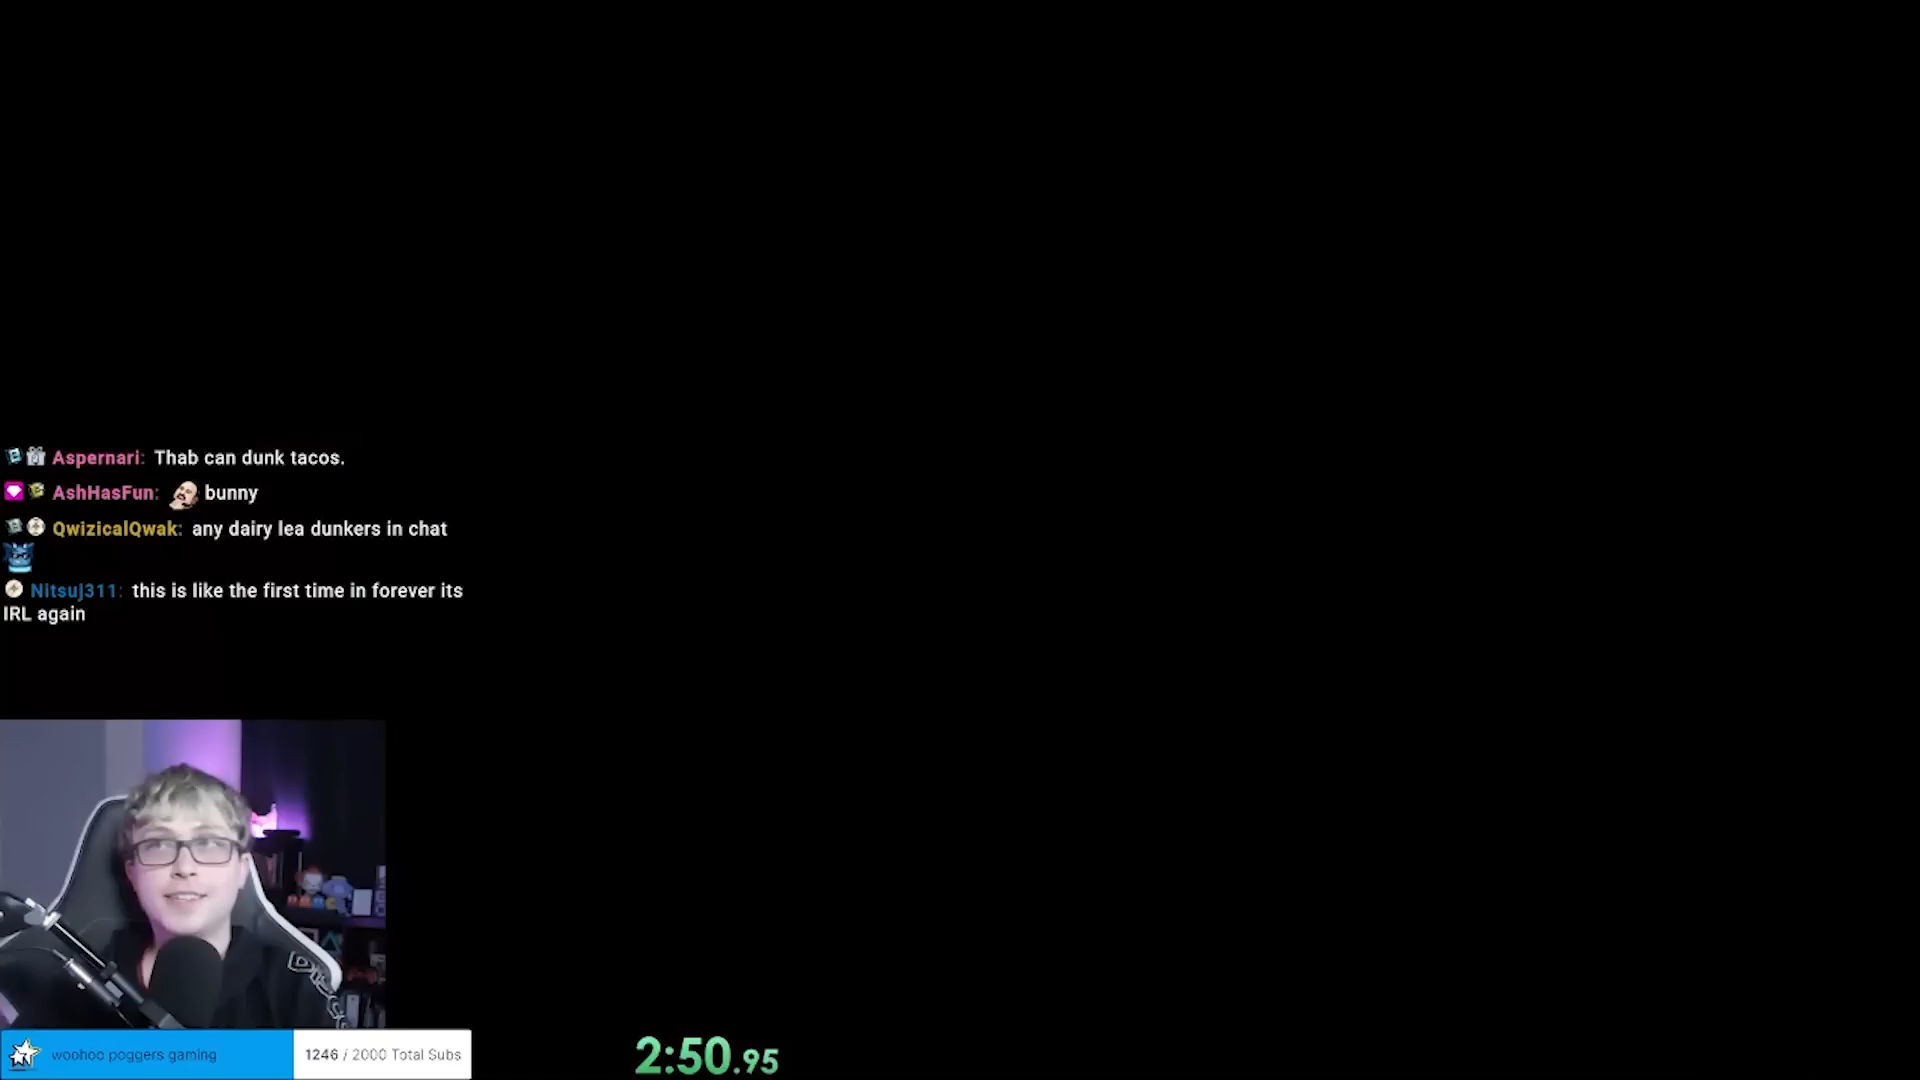 Aspernari: Thab can dunk tacos.
AshHasFun: bunny
QwizicalQwak: any dairy lea dunkers in chat
Nitsuj311: this is like the first time in forever its
IRL again
woohoo poggers gaming
1246 / 2000 Total Subs
2:50.95